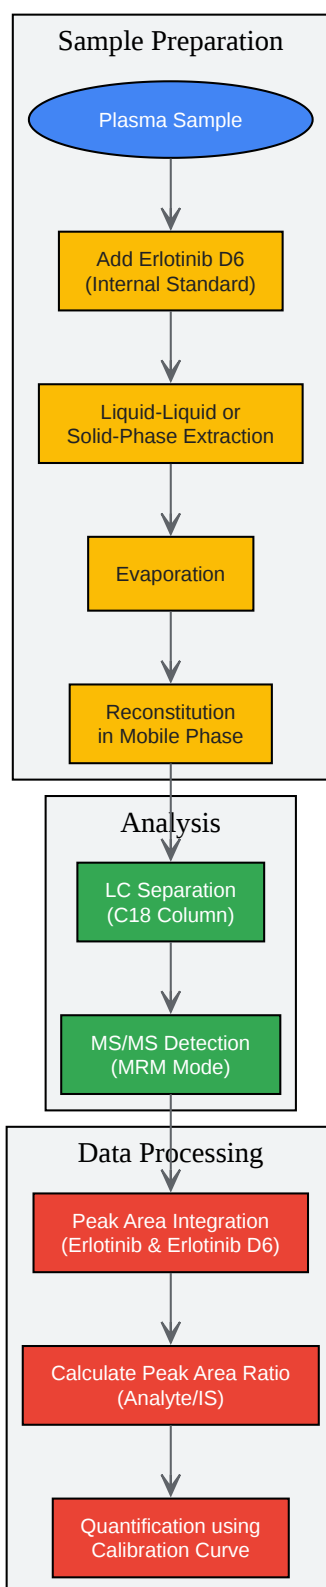 Sample Preparation
Plasma Sample
Add Erlotinib D6
(Internal Standard)
Liquid-Liquid or
Solid-Phase Extraction
Evaporation
Reconstitution
in Mobile Phase
Analysis
LC Separation
(C18 Column)
MS/MS Detection
(MRM Mode)
Data Processing
Peak Area Integration
(Erlotinib & Erlotinib D6)
Calculate Peak Area Ratio
(Analyte/IS)
Quantification using
Calibration Curve